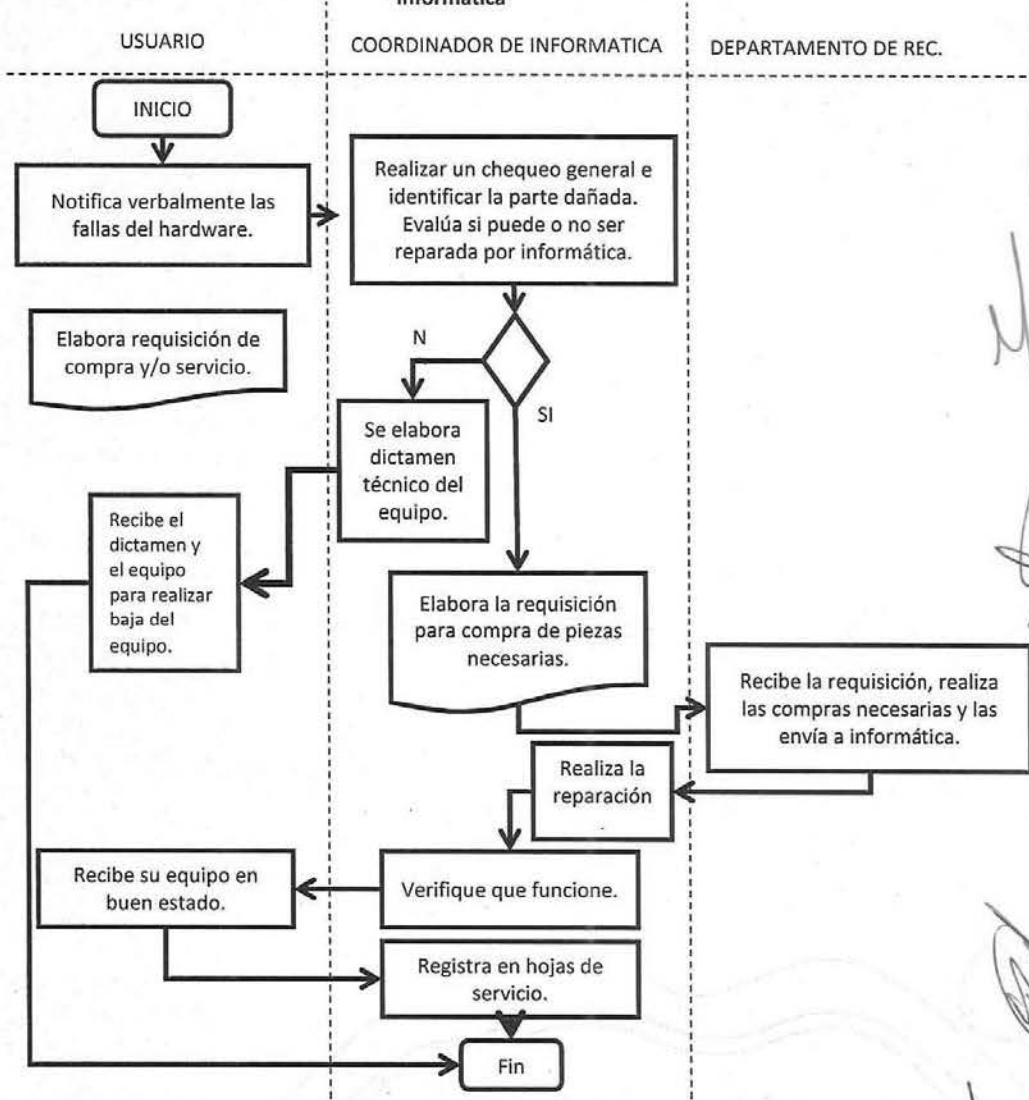 informática
USUARIO
COORDINADOR DE INFORMATICA
DEPARTAMENTO DE REC.
INICIO
Notifica verbalmente las
fallas del hardware.
Realizar un chequeo general e
identificar la parte dañada.
Evalúa si puede o no ser
reparada por informática.
Elabora requisición de
compra y/o servicio.
N
SI
Se elabora
dictamen
técnico del
equipo.
Recibe el
dictamen y
el equipo
para realizar
baja del
equipo.
Elabora la requisición
para compra de piezas
necesarias.
Recibe la requisición, realiza
las compras necesarias y las
envía a informática.
Realiza la
reparación
Verifique que funcione.
Recibe su equipo en
buen estado.
Registra en hojas de
servicio.
Fin